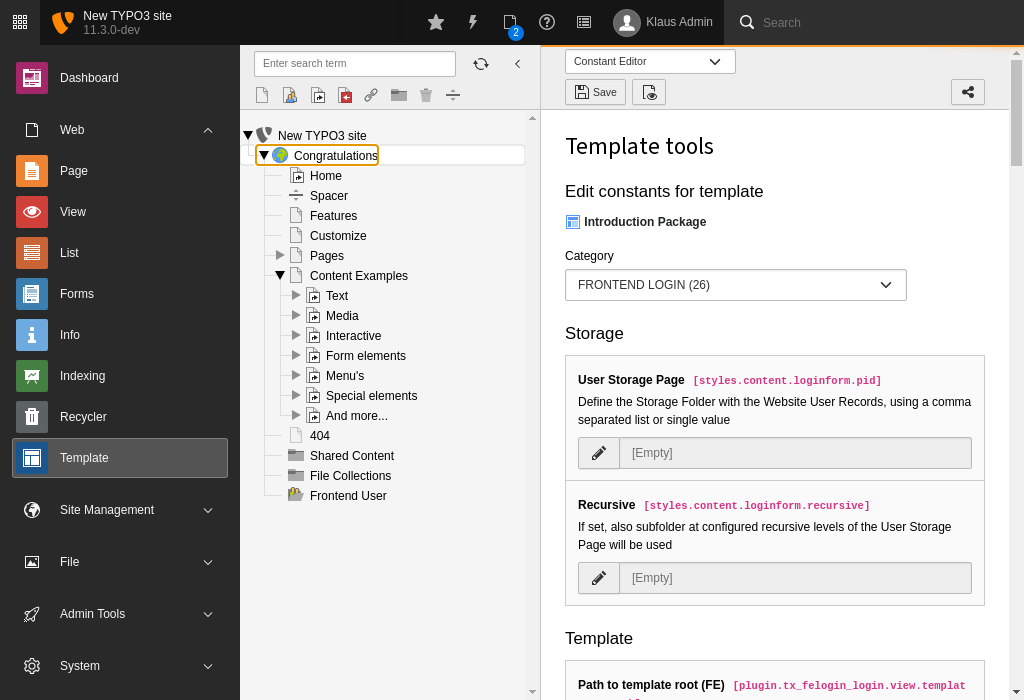 New TYPO3 site
11.3.0-dev
2
Klaus Admin
Search
Dashboard
Web
Page
View
List
Forms
Info
Indexing
Recycler
Template
Site Management
File
Admin Tools
System
Enter search term
New TYPO3 site
Congratulations
Home
Spacer
Features
Customize
Pages
Content Examples
Text
Media
Interactive
Form elements
Menu's
Special elements
And more...
404
Shared Content
File Collections
Frontend User
Constant Editor
Save
Template tools
Edit constants for template
Introduction Package
Category
FRONTEND LOGIN (26)
Storage
User Storage Page [styles.content.loginform.pid]
Define the Storage Folder with the Website User Records, using a comma
separated list or single value
[Empty]
Recursive [styles.content.loginform.recursive]
If set, also subfolder at configured recursive levels of the User Storage
Page will be used
[Empty]
Template
Path to template root (FE) [plugin.tx_felogin_login.view.templat